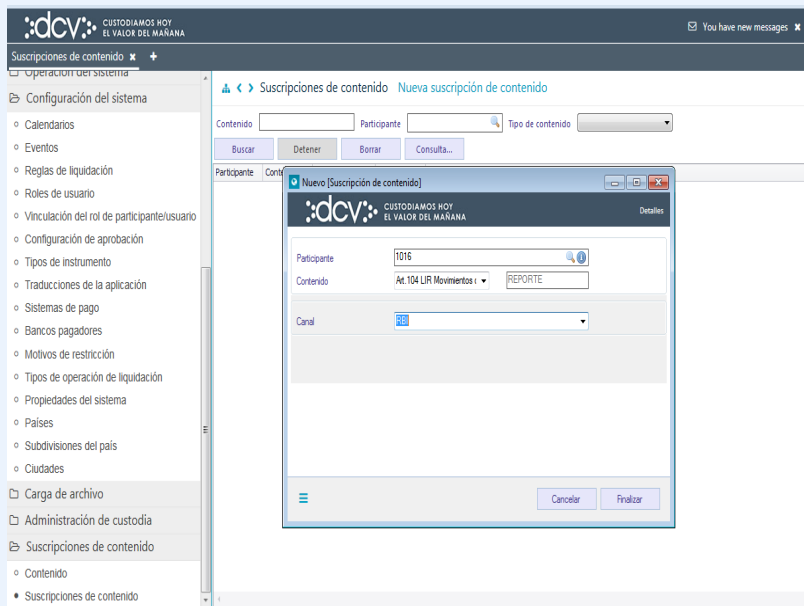 :dcv:· CUSTODIAMOS HOY
EL VALOR DEL MAÑANA
You have new messages ×
Suscripciones de contenido × +
Operación del sistema
Configuración del sistema
Calendarios
Eventos
Reglas de liquidación
Roles de usuario
Vinculación del rol de participante/usuario
Configuración de aprobación
Tipos de instrumento
Traducciones de la aplicación
Sistemas de pago
Bancos pagadores
Motivos de restricción
Tipos de operación de liquidación
Propiedades del sistema
Países
Subdivisiones del país
Ciudades
Carga de archivo
Administración de custodia
Suscripciones de contenido
Contenido
Suscripciones de contenido
Suscripciones de contenido Nueva suscripción de contenido
Contenido Participante Tipo de contenido
Buscar Detener Borrar Consulta...
Participante Conte
Nuevo [Suscripción de contenido]
:dcv:· CUSTODIAMOS HOY
EL VALOR DEL MAÑANA
Detalles
Participante 1016
Contenido Art.104 LIR Movimientos REPORTE
Canal RBI
Cancelar Finalizar